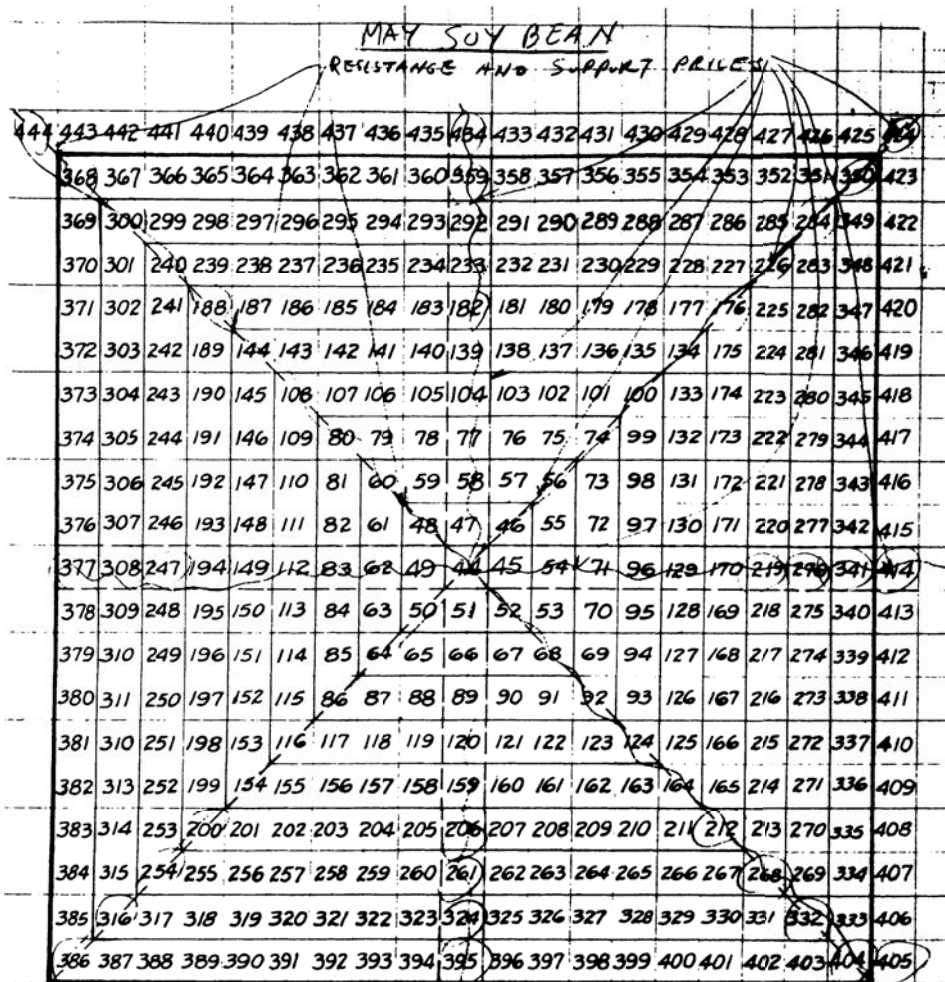 MAY SOY BEAN
RESISTANCE AND SUPPORT PRICES
444 443 442 441 440 439 438 437 436 435 434 433 432 431 430 429 428 427 426 425 424
368 367 366 365 364 363 362 361 360 359 358 357 356 355 354 353 352 351 350 423
369 300 299 298 297 296 295 294 293 292 291 290 289 288 287 286 285 284 349 422
370 301 240 239 238 237 236 235 234 233 232 231 230 229 228 227 226 283 348 421
371 302 241 188 187 186 185 184 183 182 181 180 179 178 177 176 225 282 347 420
372 303 242 189 144 143 142 141 140 139 138 137 136 135 134 175 224 281 346 419
373 304 243 190 145 108 107 106 105 104 103 102 101 100 133 174 223 280 345 418
374 305 244 191 146 109 80 79 78 77 76 75 74 99 132 173 222 279 344 417
375 306 245 192 147 110 81 60 59 58 57 56 73 98 131 172 221 278 343 416
376 307 246 193 148 111 82 61 48 47 46 55 72 97 130 171 220 277 342 415
377 308 247 194 149 112 83 62 49 44 45 54 71 96 129 170 219 276 341 414
378 309 248 195 150 113 84 63 50 51 52 53 70 95 128 169 218 275 340 413
379 310 249 196 151 114 85 64 65 66 67 68 69 94 127 168 217 274 339 412
380 311 250 197 152 115 86 87 88 89 90 91 92 93 126 167 216 273 338 411
381 310 251 198 153 116 117 118 119 120 121 122 123 124 125 166 215 272 337 410
382 313 252 199 154 155 156 157 158 159 160 161 162 163 164 165 214 271 336 409
383 314 253 200 201 202 203 204 205 206 207 208 209 210 211 212 213 270 335 408
384 315 254 255 256 257 258 259 260 261 262 263 264 265 266 267 268 269 334 407
385 316 317 318 319 320 321 322 323 324 325 326 327 328 329 330 331 332 333 406
386 387 388 389 390 391 392 393 394 395 396 397 398 399 400 401 402 403 404 405